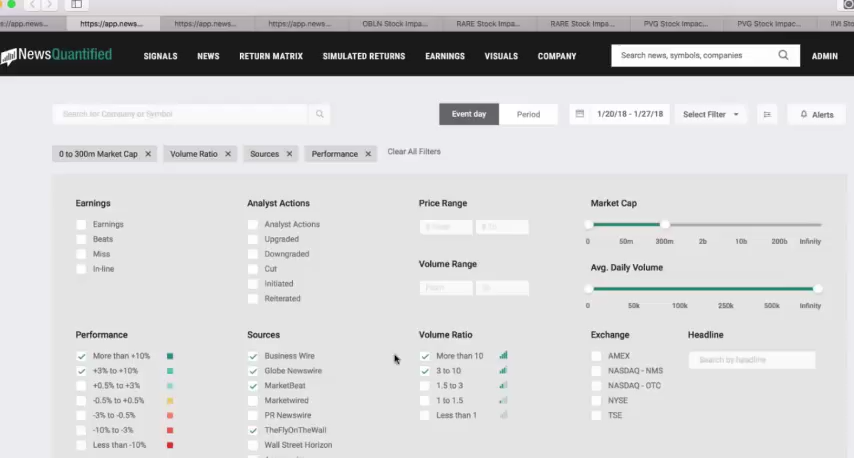 https://app.news... https://app.news... https://app.news... OBLN Stock Impa... RARE Stock Impa... RARE Stock Impa... PVG Stock Impac... PVG Stock Impac...
NewsQuantified SIGNALS NEWS RETURN MATRIX SIMULATED RETURNS EARNINGS VISUALS COMPANY Search news, symbols, companies ADMIN
Search for Company or Symbol Event day Period 1/20/18 - 1/27/18 Select Filter Alerts
0 to 300m Market Cap Volume Ratio Sources Performance Clear All Filters
Earnings Analyst Actions Price Range Market Cap
Earnings Analyst Actions
Beats Upgraded 0 50m 300m 2b 10b 200b Infinity
Miss Downgraded
In-line Cut Volume Range Avg. Daily Volume
Initiated
Reiterated 0 50k 100k 250k 500k Infinity
Performance Sources Volume Ratio Exchange Headline
More than +10% Business Wire More than 10 AMEX Search by headline
+3% to +10% Globe Newswire 3 to 10 NASDAQ - NMS
+0.5% to +3% MarketBeat 1.5 to 3 NASDAQ - OTC
-0.5% to +0.5% Marketwired 1 to 1.5 NYSE
-3% to -0.5% PR Newswire Less than 1 TSE
-10% to -3% TheFlyOnTheWall
Less than -10% Wall Street Horizon